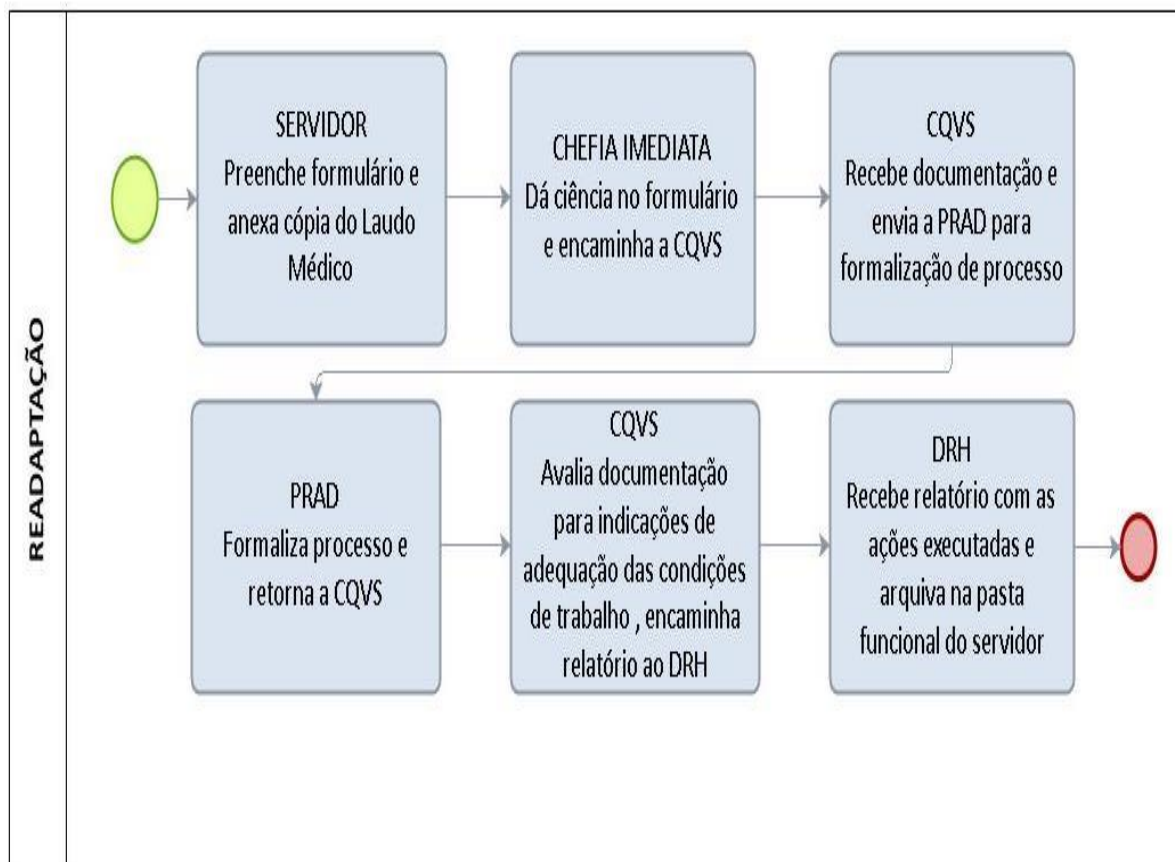 READAPTAÇÃO
SERVIDOR
Preenche formulário e
anexa cópia do Laudo
Médico
CHEFIA IMEDIATA
Dá ciência no formulário
e encaminha a CQVS
CQVS
Recebe documentação e
envia a PRAD para
formalização de processo
PRAD
Formaliza processo e
retorna a CQVS
CQVS
Avalia documentação
para indicações de
adequação das condições
de trabalho , encaminha
relatório ao DRH
DRH
Recebe relatório com as
ações executadas e
arquiva na pasta
funcional do servidor